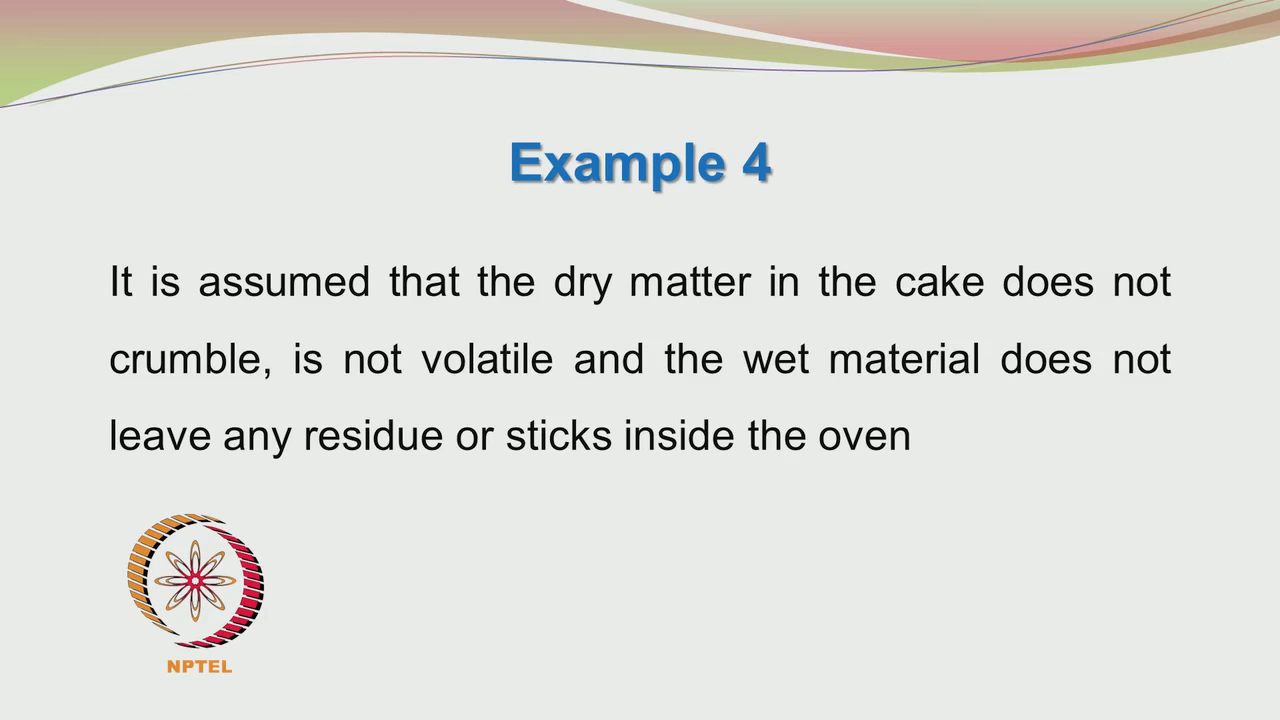 Example 4
It is assumed that the dry matter in the cake does not
crumble, is not volatile and the wet material does not
leave any residue or sticks inside the oven
NPTEL